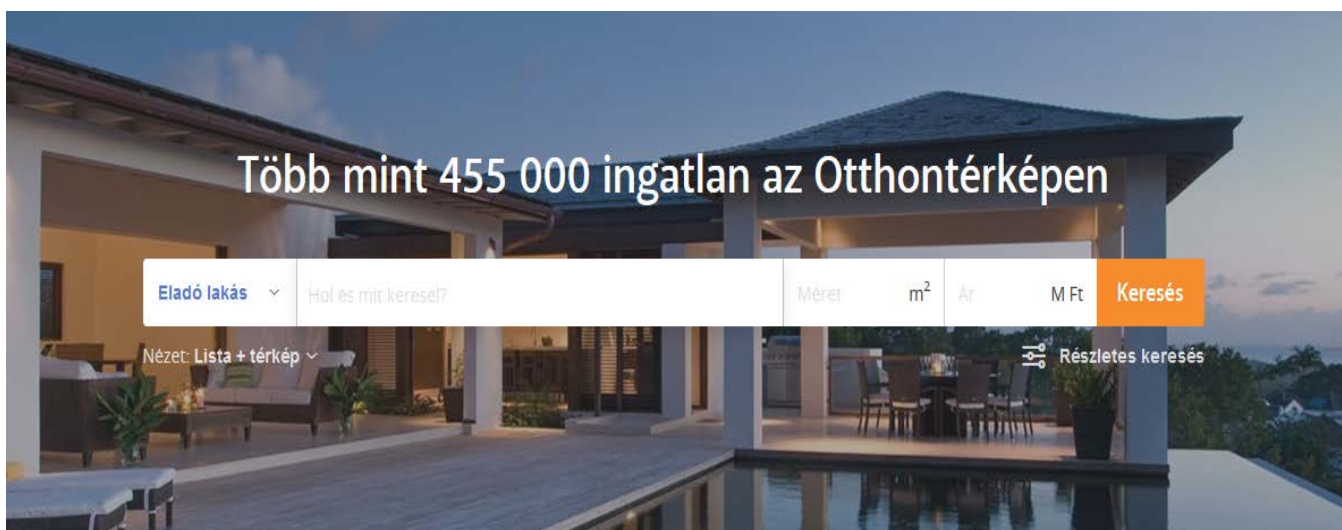 Több mint 455 000 ingatlan az Otthontérképen
Eladó lakás Hol és mit keresel? Méret m² Ár M Ft Keresés
Nézet: Lista + térkép Részletes keresés